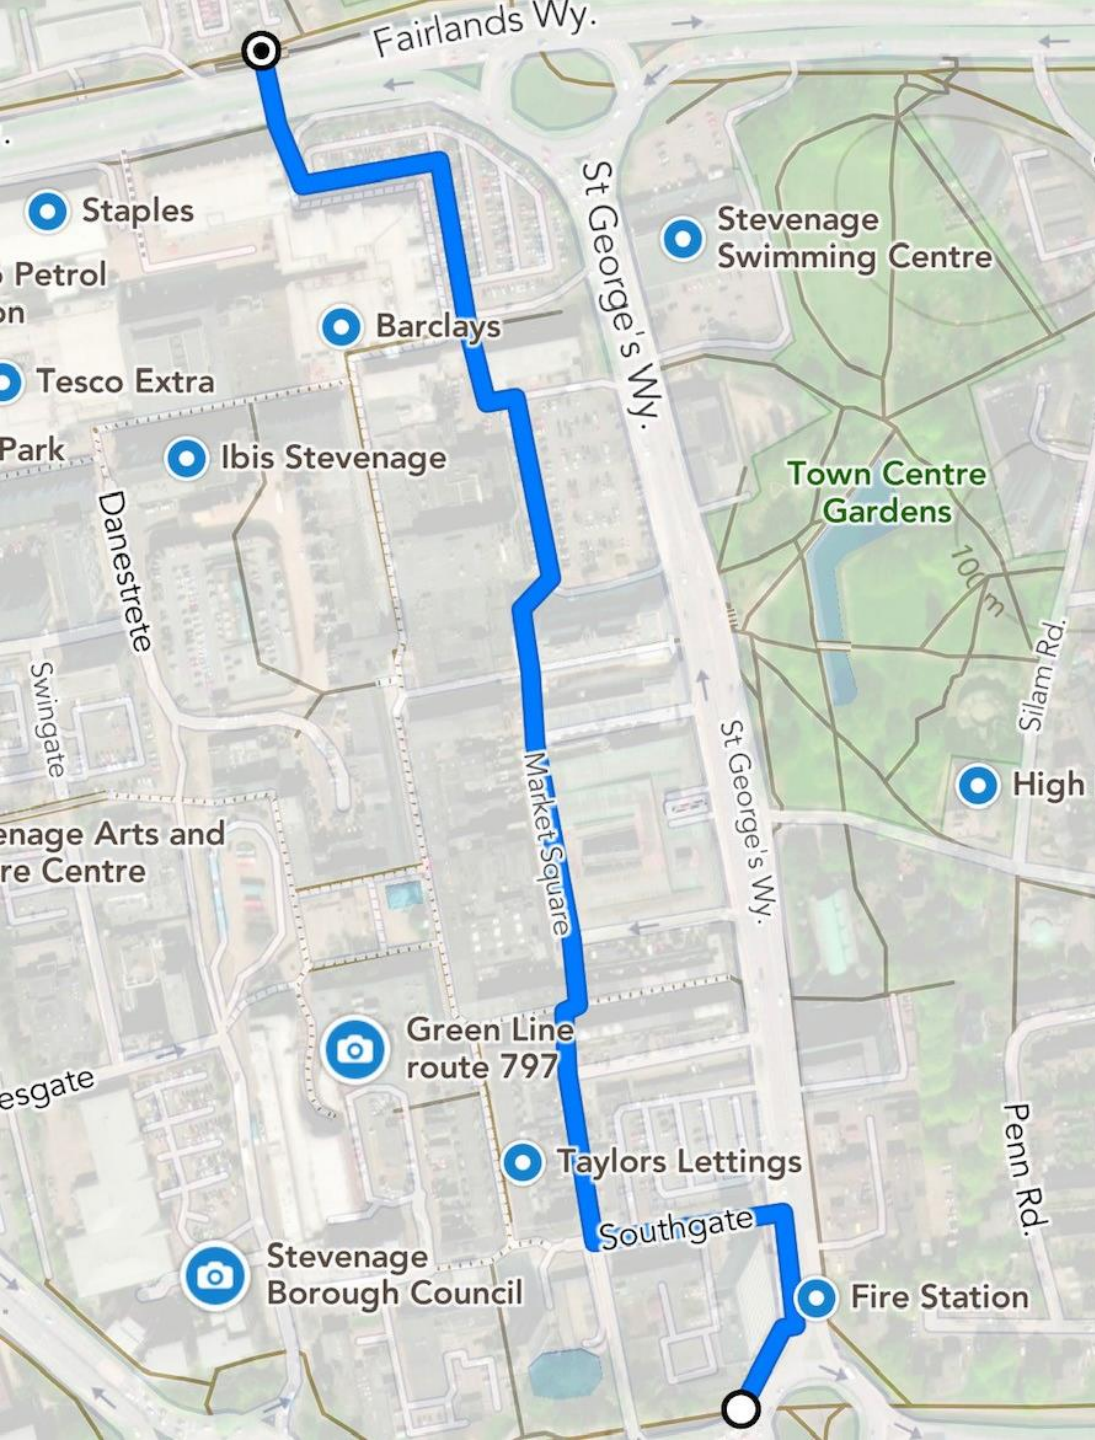 Fairlands Wy.
Staples
St George's Wy.
Stevenage
Swimming Centre
Petrol
on
Barclays
Tesco Extra
Park
Ibis Stevenage
Town Centre
Gardens
Danestrete
100 m
Silam Rd.
Swingate
Market Square
St George's Wy.
High
enage Arts and
re Centre
Green Line
route 797
esgate
Penn Rd.
Taylors Lettings
Southgate
Stevenage
Borough Council
Fire Station